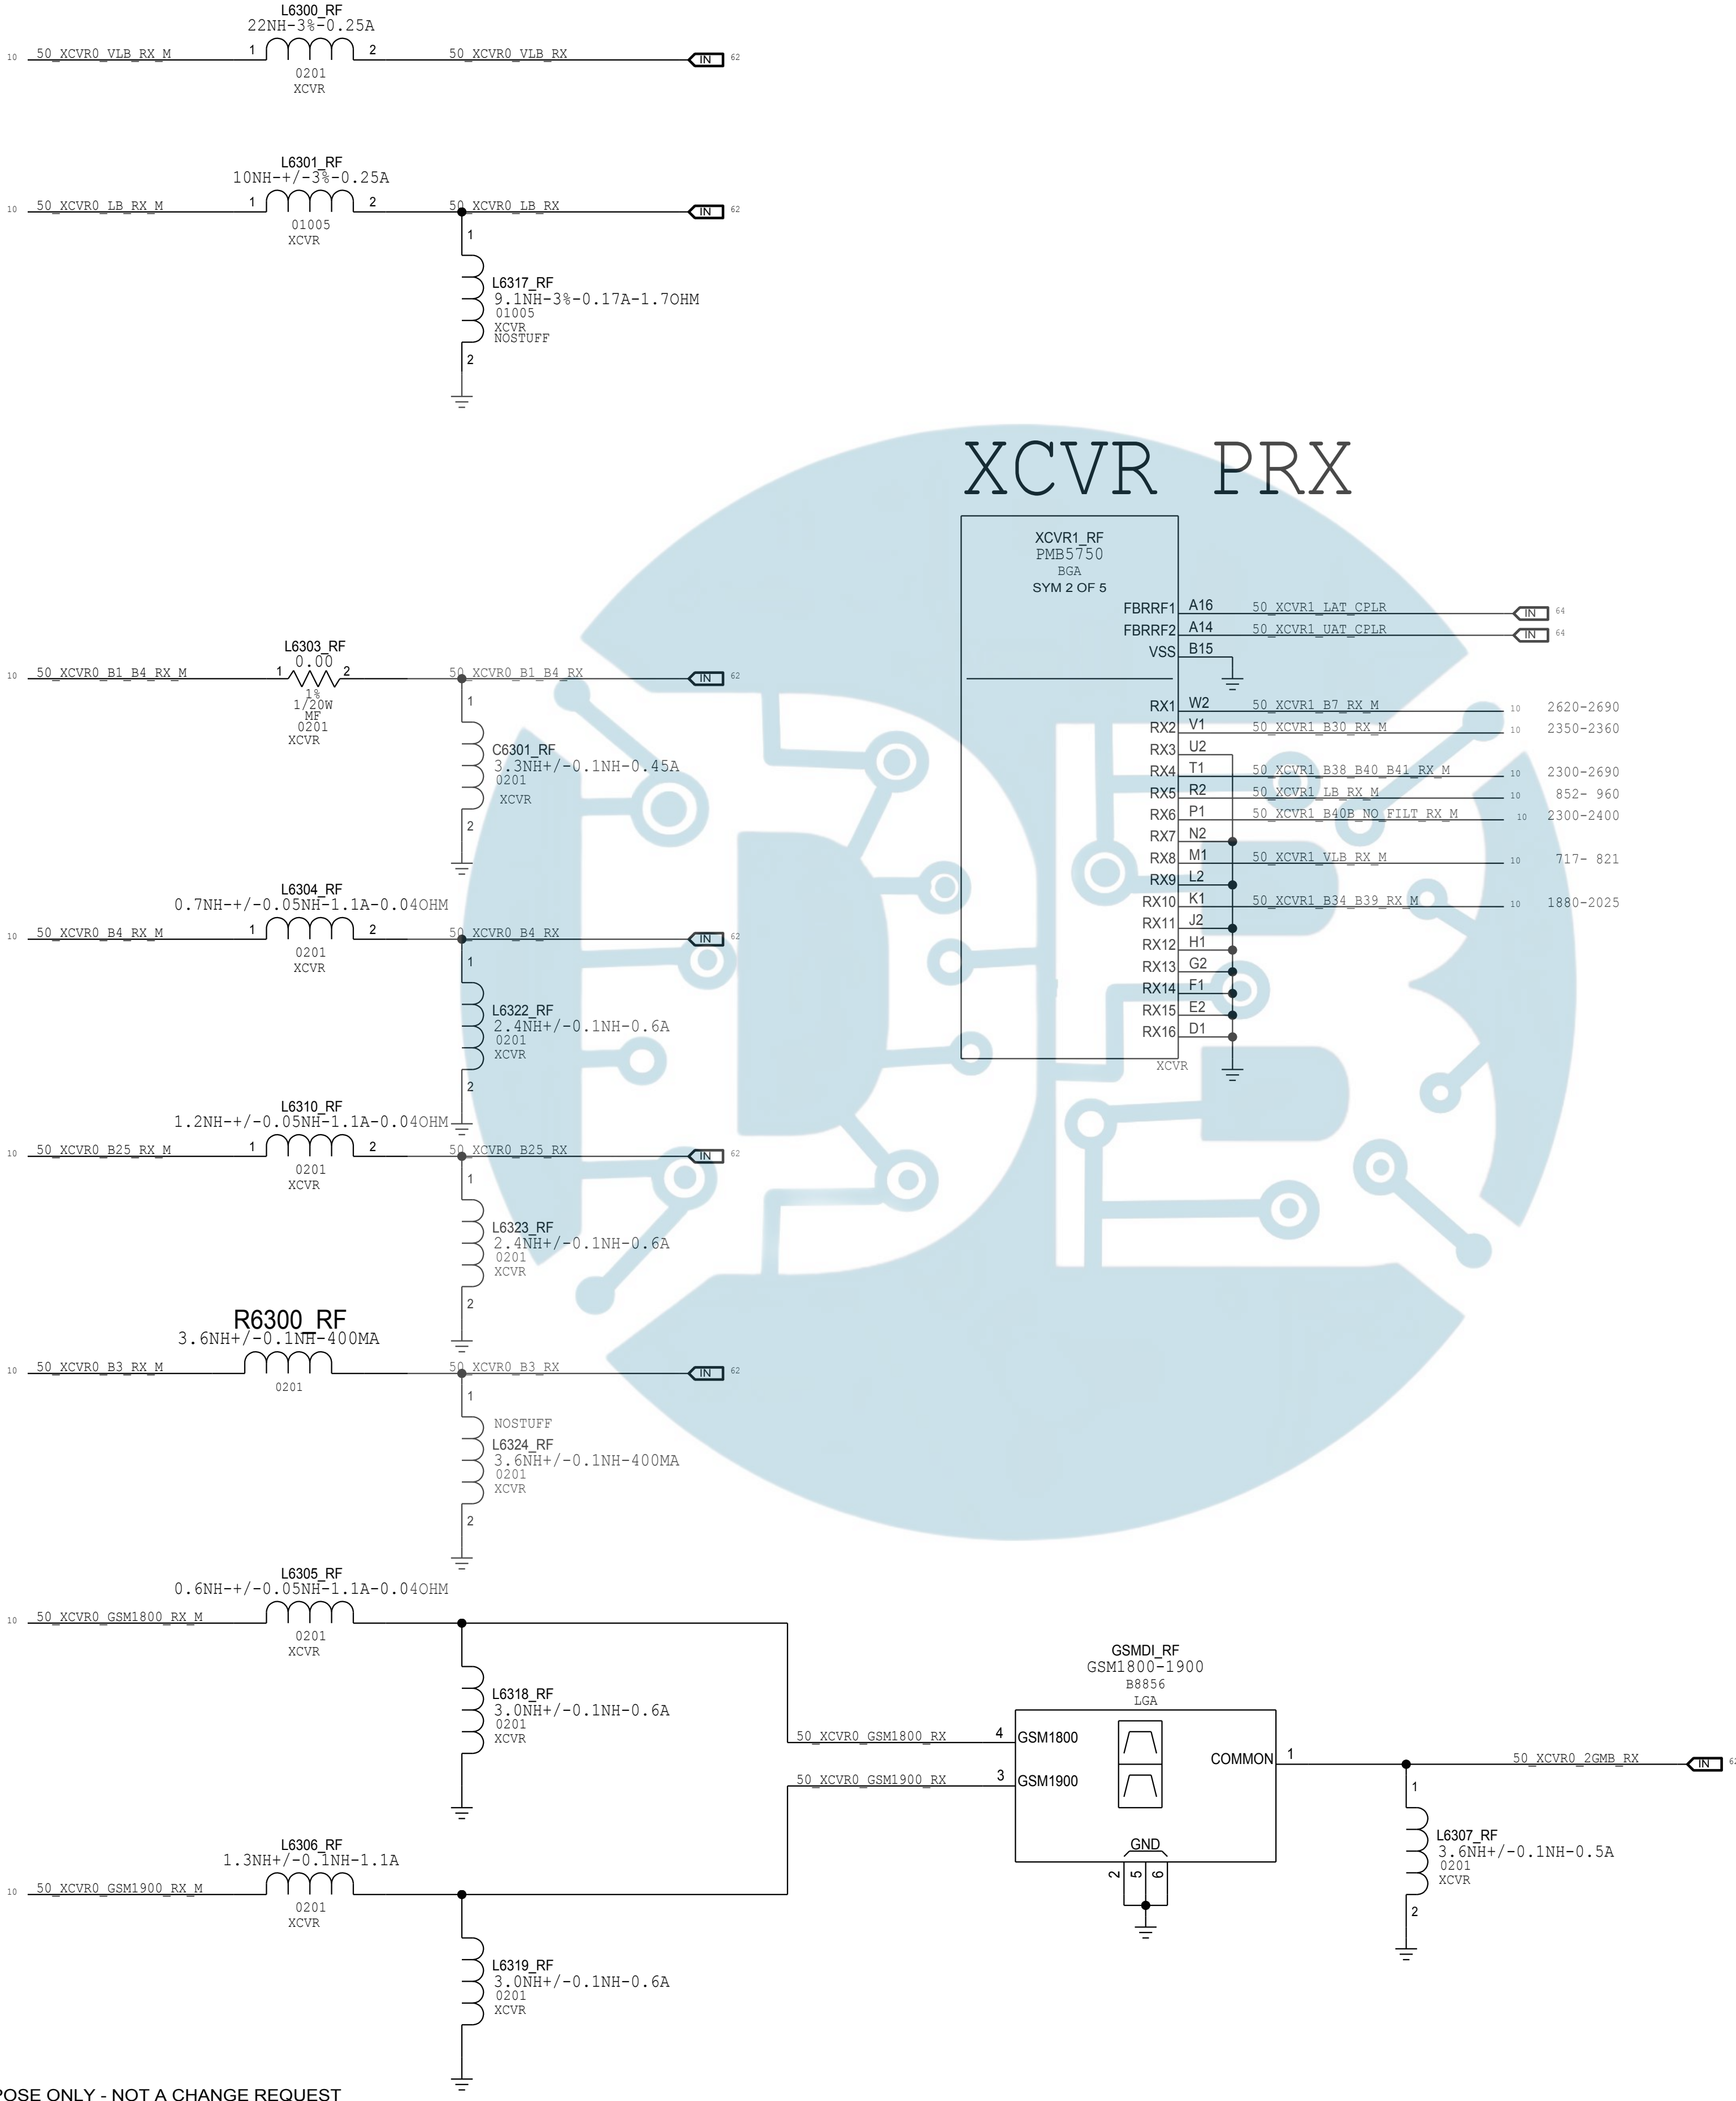 L6300_RF
22NH-3%-0.25A
10 50_XCVR0_VLB_RX_M 1 2 50_XCVR0_VLB_RX IN 62
0201
XCVR
L6301_RF
10NH-+/-3%-0.25A
10 50_XCVR0_LB_RX_M 1 2 50_XCVR0_LB_RX IN 62
01005
XCVR
1
L6317_RF
9.1NH-3%-0.17A-1.7OHM
01005
XCVR
NOSTUFF
2
XCVR PRX
XCVR1_RF
PMB5750
BGA
SYM 2 OF 5
FBRRF1 A16 50_XCVR1_LAT_CPLR IN 64
FBRRF2 A14 50_XCVR1_UAT_CPLR IN 64
VSS B15
RX1 W2 50_XCVR1_B7_RX_M 10 2620-2690
RX2 V1 50_XCVR1_B30_RX_M 10 2350-2360
RX3 U2
RX4 T1 50_XCVR1_B38_B40_B41_RX_M 10 2300-2690
RX5 R2 50_XCVR1_LB_RX_M 10 852- 960
RX6 P1 50_XCVR1_B40B_NO_FILT_RX_M 10 2300-2400
RX7 N2
RX8 M1 50_XCVR1_VLB_RX_M 10 717- 821
RX9 L2
RX10 K1 50_XCVR1_B34_B39_RX_M 10 1880-2025
RX11 J2
RX12 H1
RX13 G2
RX14 F1
RX15 E2
RX16 D1
XCVR
L6303_RF
0.00
10 50_XCVR0_B1_B4_RX_M 1 2 50_XCVR0_B1_B4_RX IN 62
1%
1/20W
MF
0201
XCVR
1
C6301_RF
3.3NH+/-0.1NH-0.45A
0201
XCVR
2
L6304_RF
0.7NH-+/-0.05NH-1.1A-0.04OHM
10 50_XCVR0_B4_RX_M 1 2 50_XCVR0_B4_RX IN 62
0201
XCVR
1
L6322_RF
2.4NH+/-0.1NH-0.6A
0201
XCVR
2
L6310_RF
1.2NH-+/-0.05NH-1.1A-0.04OHM
10 50_XCVR0_B25_RX_M 1 2 50_XCVR0_B25_RX IN 62
0201
XCVR
1
L6323_RF
2.4NH+/-0.1NH-0.6A
0201
XCVR
2
R6300_RF
3.6NH+/-0.1NH-400MA
10 50_XCVR0_B3_RX_M 50_XCVR0_B3_RX IN 62
0201
1
NOSTUFF
L6324_RF
3.6NH+/-0.1NH-400MA
0201
XCVR
2
L6305_RF
0.6NH-+/-0.05NH-1.1A-0.04OHM
10 50_XCVR0_GSM1800_RX_M
0201
XCVR
L6318_RF
3.0NH+/-0.1NH-0.6A
0201
XCVR
GSMDI_RF
GSM1800-1900
B8856
LGA
50_XCVR0_GSM1800_RX 4 GSM1800
COMMON 1 50_XCVR0_2GMB_RX IN 62
50_XCVR0_GSM1900_RX 3 GSM1900
GND
2 5 6
1
L6307_RF
3.6NH+/-0.1NH-0.5A
0201
XCVR
2
L6306_RF
1.3NH+/-0.1NH-1.1A
10 50_XCVR0_GSM1900_RX_M
0201
XCVR
L6319_RF
3.0NH+/-0.1NH-0.6A
0201
XCVR
POSE ONLY - NOT A CHANGE REQUEST